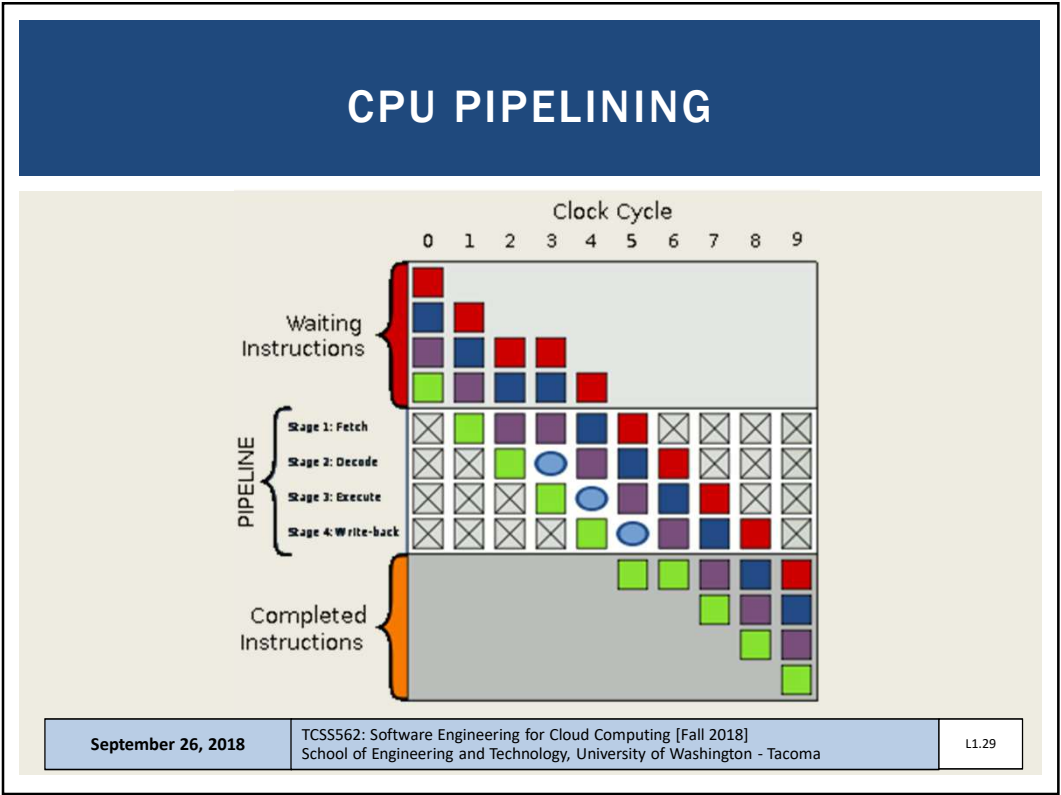 CPU PIPELINING
Clock Cycle
0 1 2 3 4 5 6 7 8 9
Waiting
Instructions
PIPELINE
Stage 1: Fetch
Stage 2: Decode
Stage 3: Execute
Stage 4: Write-back
Completed
Instructions
September 26, 2018
TCSS562: Software Engineering for Cloud Computing [Fall 2018]
School of Engineering and Technology, University of Washington - Tacoma
L1.29